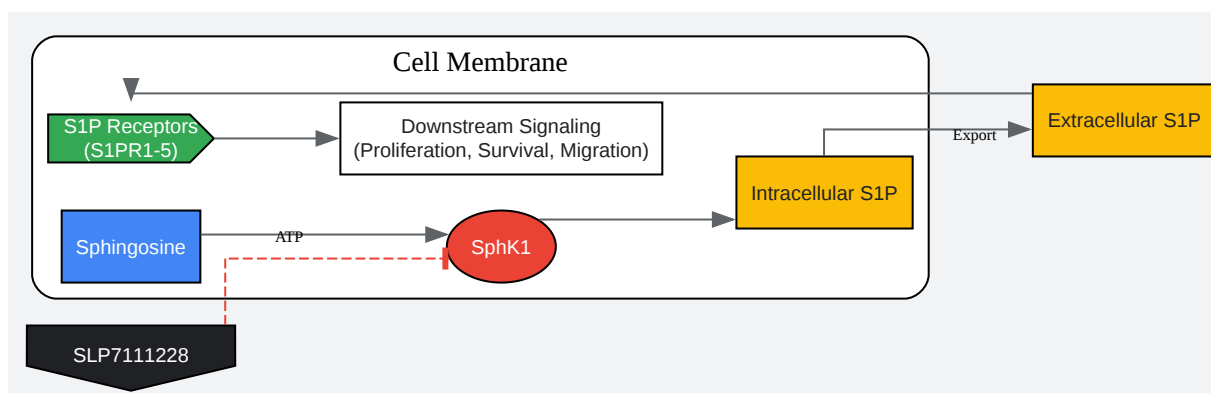 Cell Membrane
S1P Receptors
(S1PR1-5)
Downstream Signaling
(Proliferation, Survival, Migration)
Extracellular S1P
Export
Intracellular S1P
Sphingosine
ATP
SphK1
SLP7111228